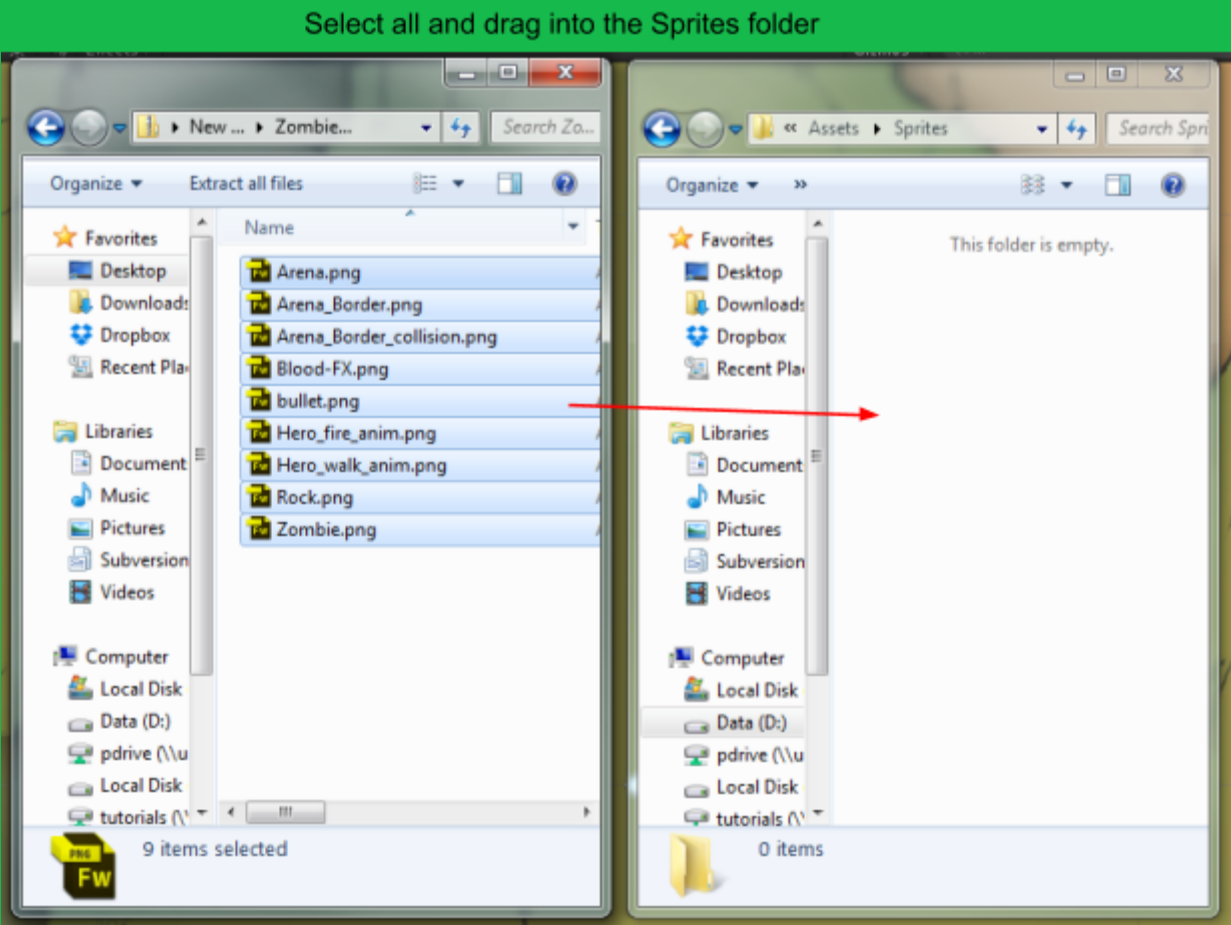 Select all and drag into the Sprites folder
New ... Zombie...
Search Zo...
Organize
Extract all files
Name
Favorites
Desktop
Downloads
Dropbox
Recent Pla
Libraries
Document
Music
Pictures
Subversion
Videos
Computer
Local Disk
Data (D:)
pdrive (\\u
Local Disk
tutorials (\
Arena.png
Arena_Border.png
Arena_Border_collision.png
Blood-FX.png
bullet.png
Hero_fire_anim.png
Hero_walk_anim.png
Rock.png
Zombie.png
PNG
Fw
9 items selected
« Assets Sprites
Search Spri
Organize »
Favorites
Desktop
Downloads
Dropbox
Recent Pla
Libraries
Document
Music
Pictures
Subversion
Videos
Computer
Local Disk
Data (D:)
pdrive (\\u
Local Disk
tutorials (\
This folder is empty.
0 items